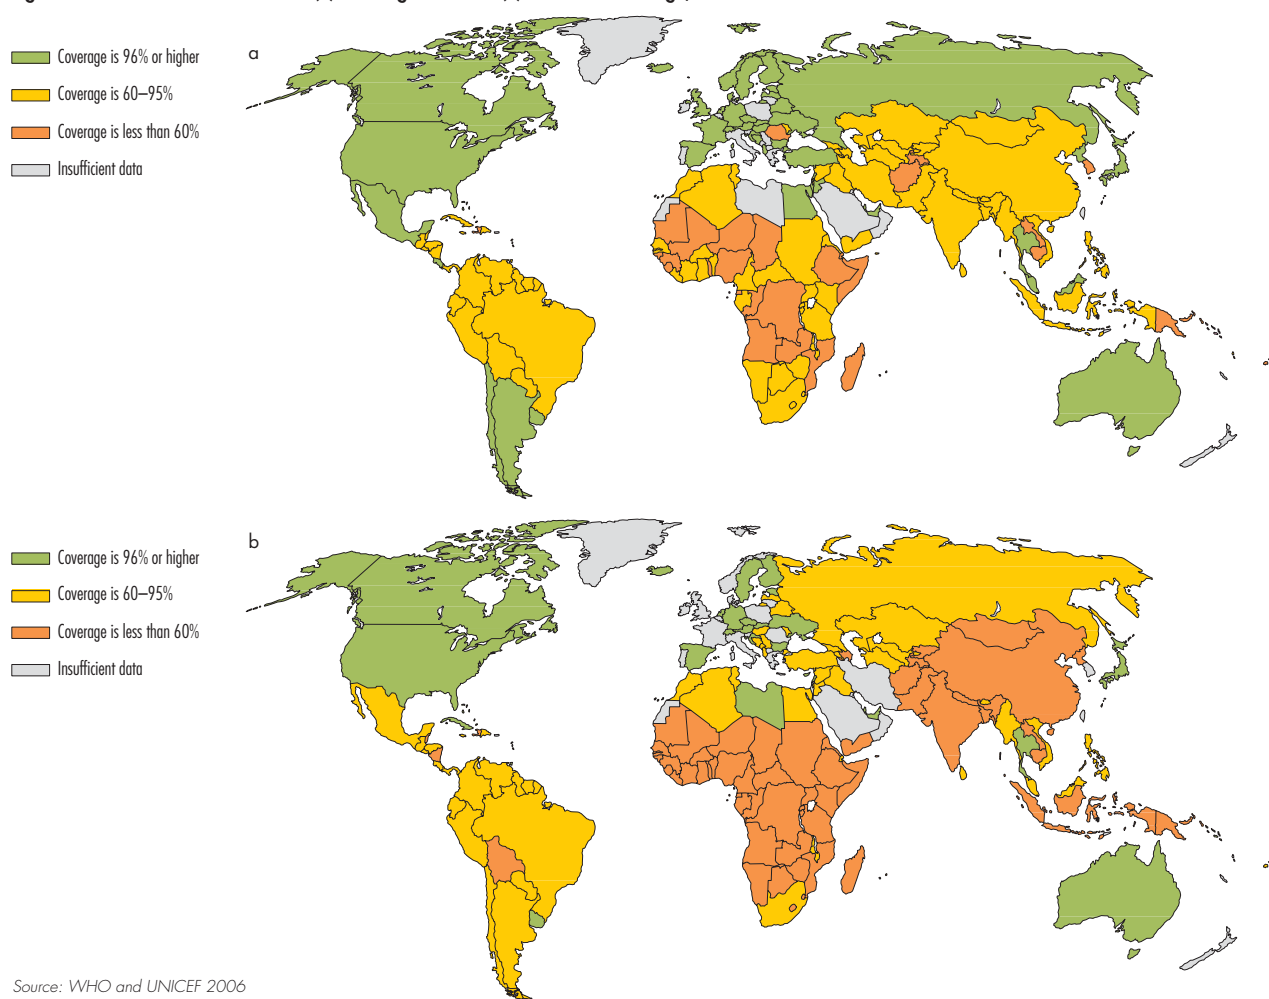 a
Coverage is 96% or higher
Coverage is 60–95%
Coverage is less than 60%
Insufficient data
b
Coverage is 96% or higher
Coverage is 60–95%
Coverage is less than 60%
Insufficient data
Source: WHO and UNICEF 2006